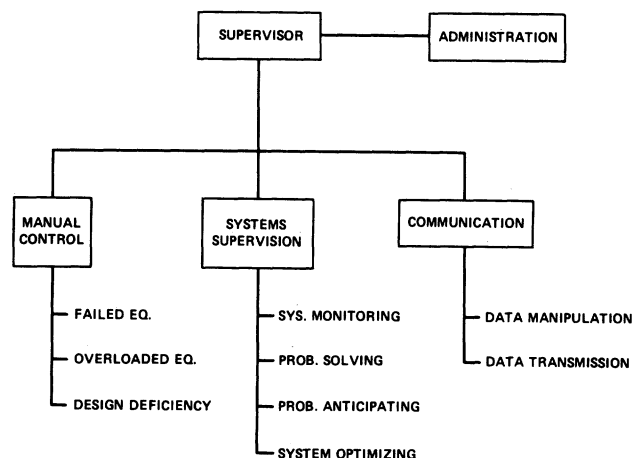 SUPERVISOR
ADMINISTRATION
MANUAL
CONTROL
SYSTEMS
SUPERVISION
COMMUNICATION
FAILED EQ.
OVERLOADED EQ.
DESIGN DEFICIENCY
SYS. MONITORING
PROB. SOLVING
PROB. ANTICIPATING
SYSTEM OPTIMIZING
DATA MANIPULATION
DATA TRANSMISSION